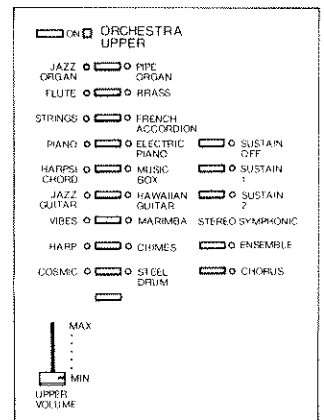 ON ORCHESTRA
UPPER
JAZZ ORGAN PIPE ORGAN
FLUTE BRASS
STRINGS FRENCH ACCORDION
PIANO ELECTRIC PIANO SUSTAIN OFF
HARPSI CHORD MUSIC BOX SUSTAIN 1
JAZZ GUITAR HAWAIIAN GUITAR SUSTAIN 2
VIBES MARIMBA STEREO SYMPHONIC
HARP CHIMES ENSEMBLE
COSMIC STEEL DRUM CHORUS
MAX
MIN
UPPER
VOLUME